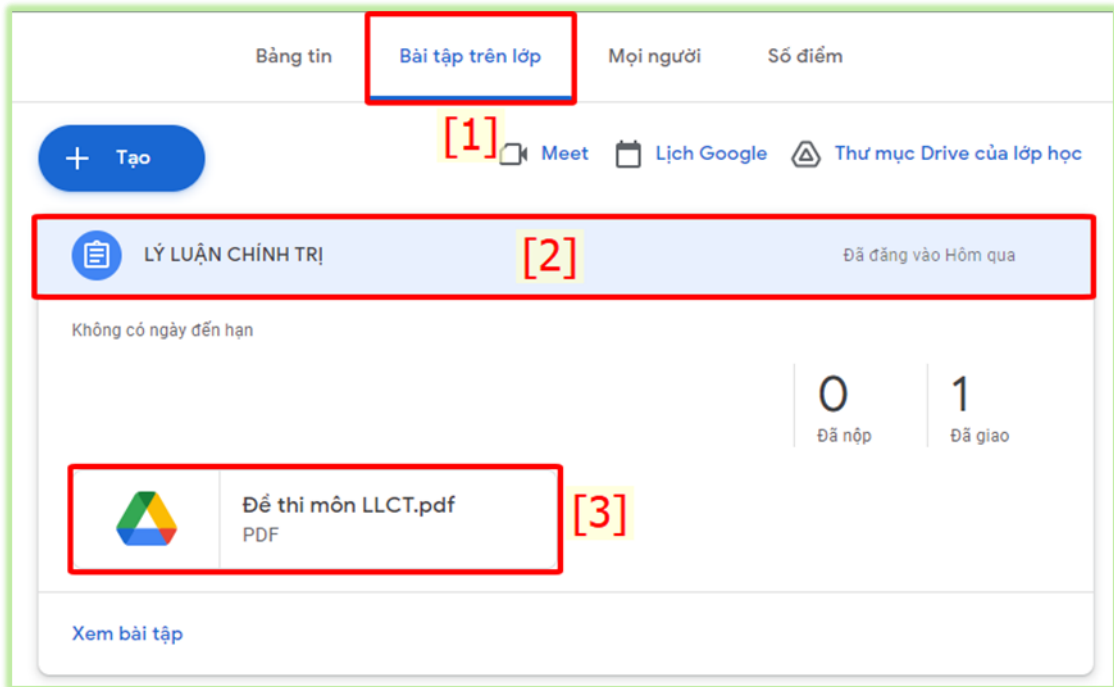 Bảng tin Bài tập trên lớp Mọi người Số điểm
[1]
+ Tạo Meet Lịch Google Thư mục Drive của lớp học
LÝ LUẬN CHÍNH TRỊ [2] Đã đăng vào Hôm qua
Không có ngày đến hạn
0 1
Đã nộp Đã giao
Đề thi môn LLCT.pdf [3]
PDF
Xem bài tập